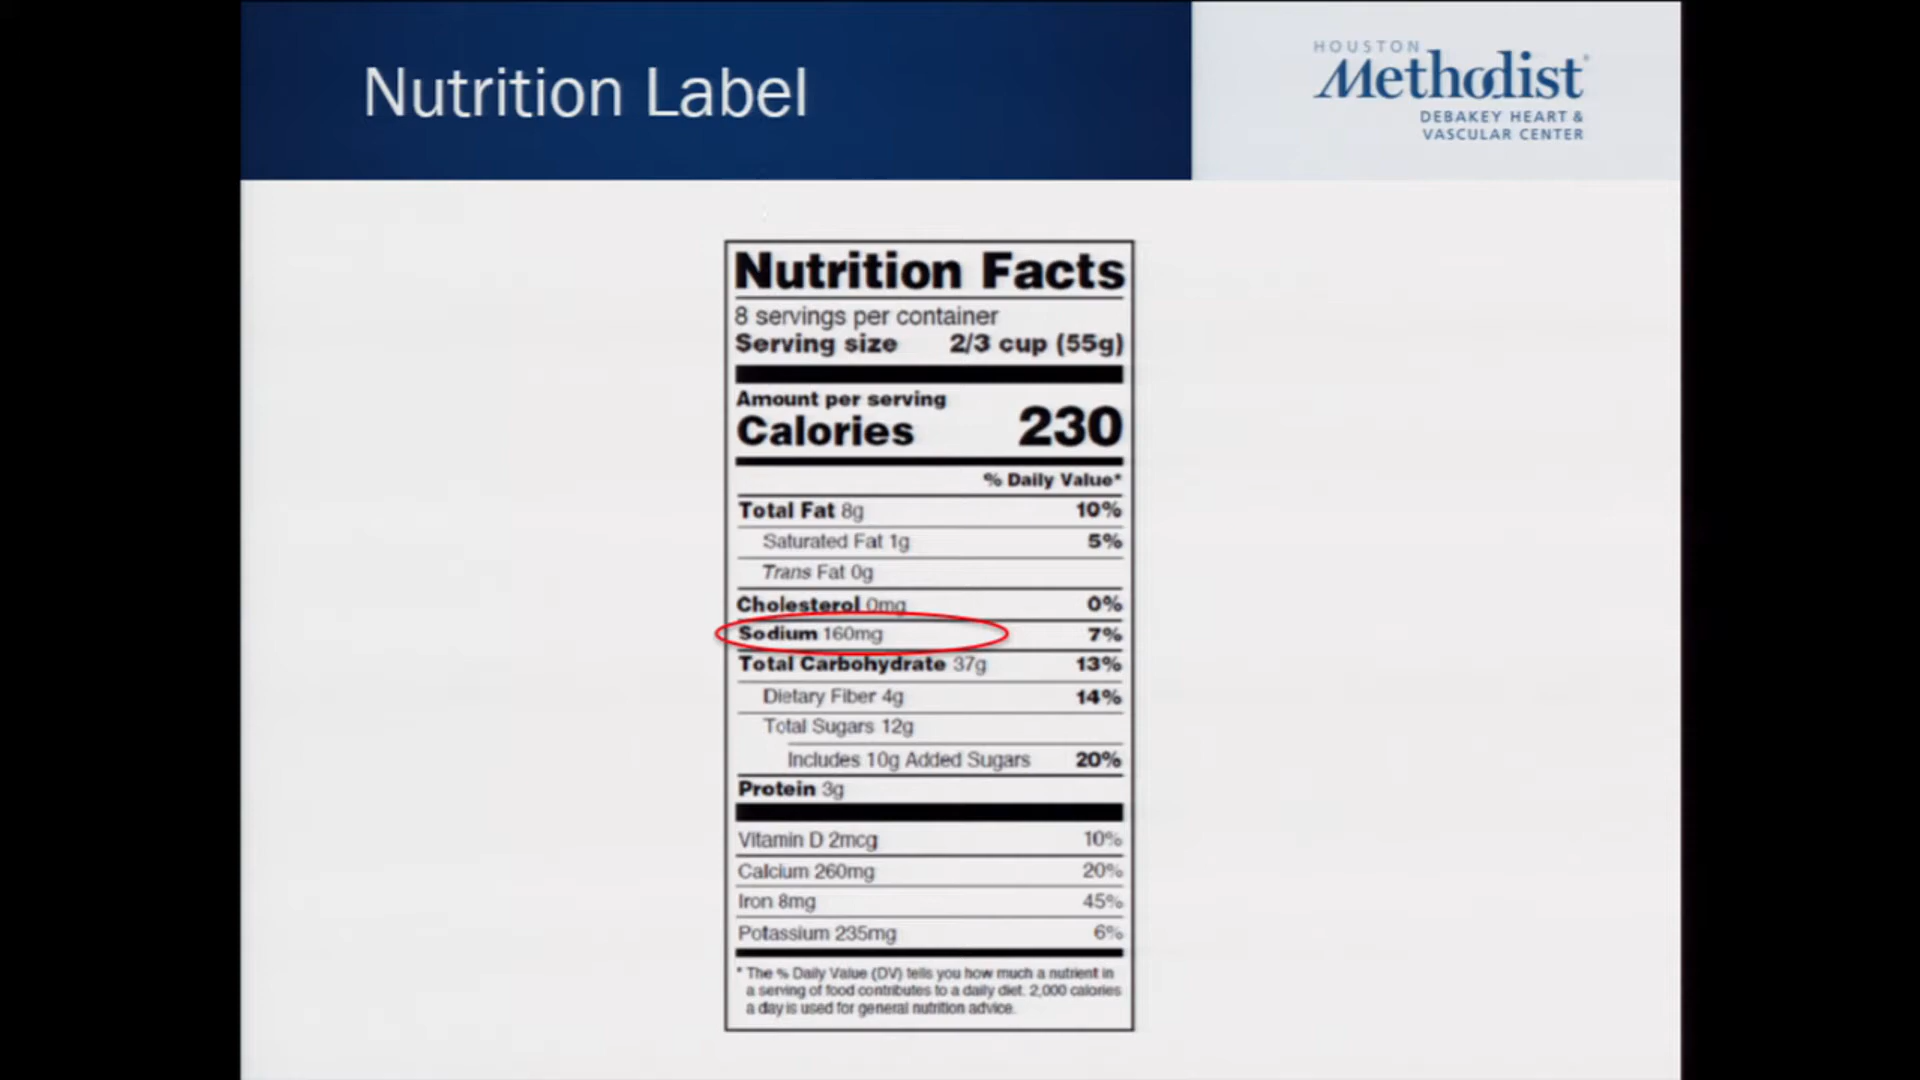 Nutrition Label
HOUSTON
Methodist
DEBAKEY HEART &
VASCULAR CENTER
Nutrition Facts
8 servings per container
Serving size 2/3 cup (55g)
Amount per serving
Calories 230
% Daily Value*
Total Fat 8g 10%
Saturated Fat 1g 5%
Trans Fat 0g
Cholesterol 0mg 0%
Sodium 160mg 7%
Total Carbohydrate 37g 13%
Dietary Fiber 4g 14%
Total Sugars 12g
Includes 10g Added Sugars 20%
Protein 3g
Vitamin D 2mcg 10%
Calcium 260mg 20%
Iron 8mg 45%
Potassium 235mg 6%
* The % Daily Value (DV) tells you how much a nutrient in
a serving of food contributes to a daily diet. 2,000 calories
a day is used for general nutrition advice.